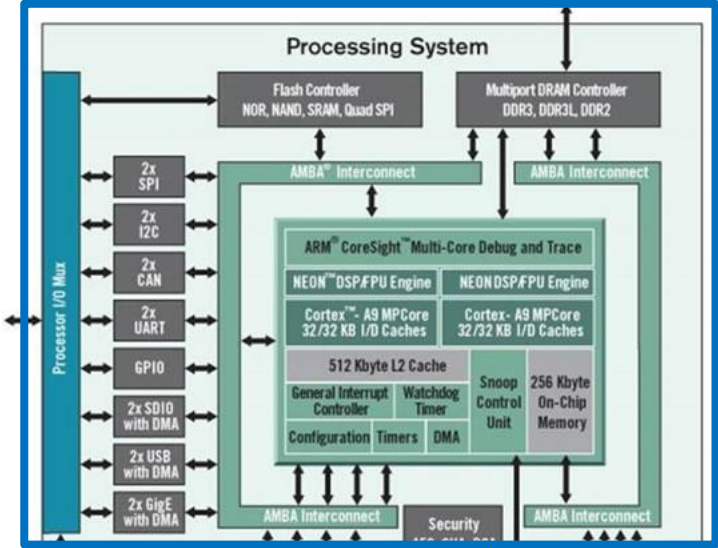 Processing System
Flash Controller
NOR, NAND, SRAM, Quad SPI
Multiport DRAM Controller
DDR3, DDR3L, DDR2
Processor I/O Mux
2x
SPI
2x
I2C
2x
CAN
2x
UART
GPIO
2x SDIO
with DMA
2x USB
with DMA
2x GigE
with DMA
AMBA® Interconnect
AMBA Interconnect
ARM® CoreSight™ Multi-Core Debug and Trace
NEON™ DSP/FPU Engine
NEON DSP/FPU Engine
Cortex™- A9 MPCore
32/32 KB I/D Caches
Cortex- A9 MPCore
32/32 KB I/D Caches
512 Kbyte L2 Cache
General Interrupt
Controller
Watchdog
Timer
Configuration
Timers
DMA
Snoop
Control
Unit
256 Kbyte
On-Chip
Memory
AMBA Interconnect
AMBA Interconnect
Security